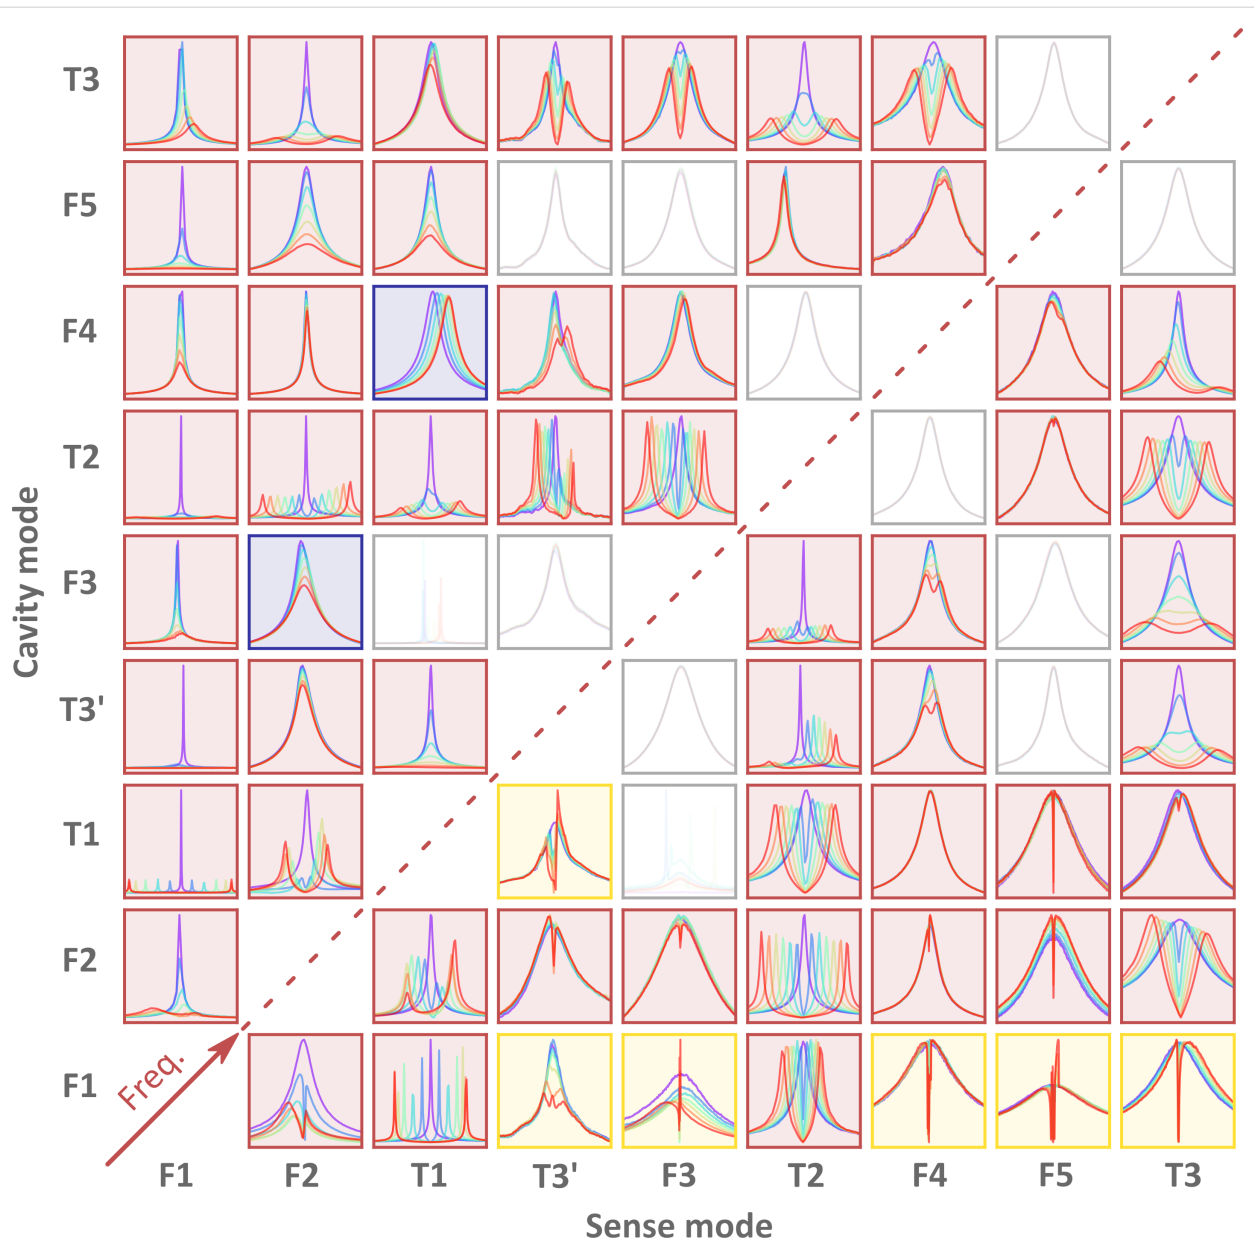 T3
F5
F4
T2
F3
T3'
T1
F2
F1
Cavity mode
Freq.
F1 F2 T1 T3' F3 T2 F4 F5 T3
Sense mode